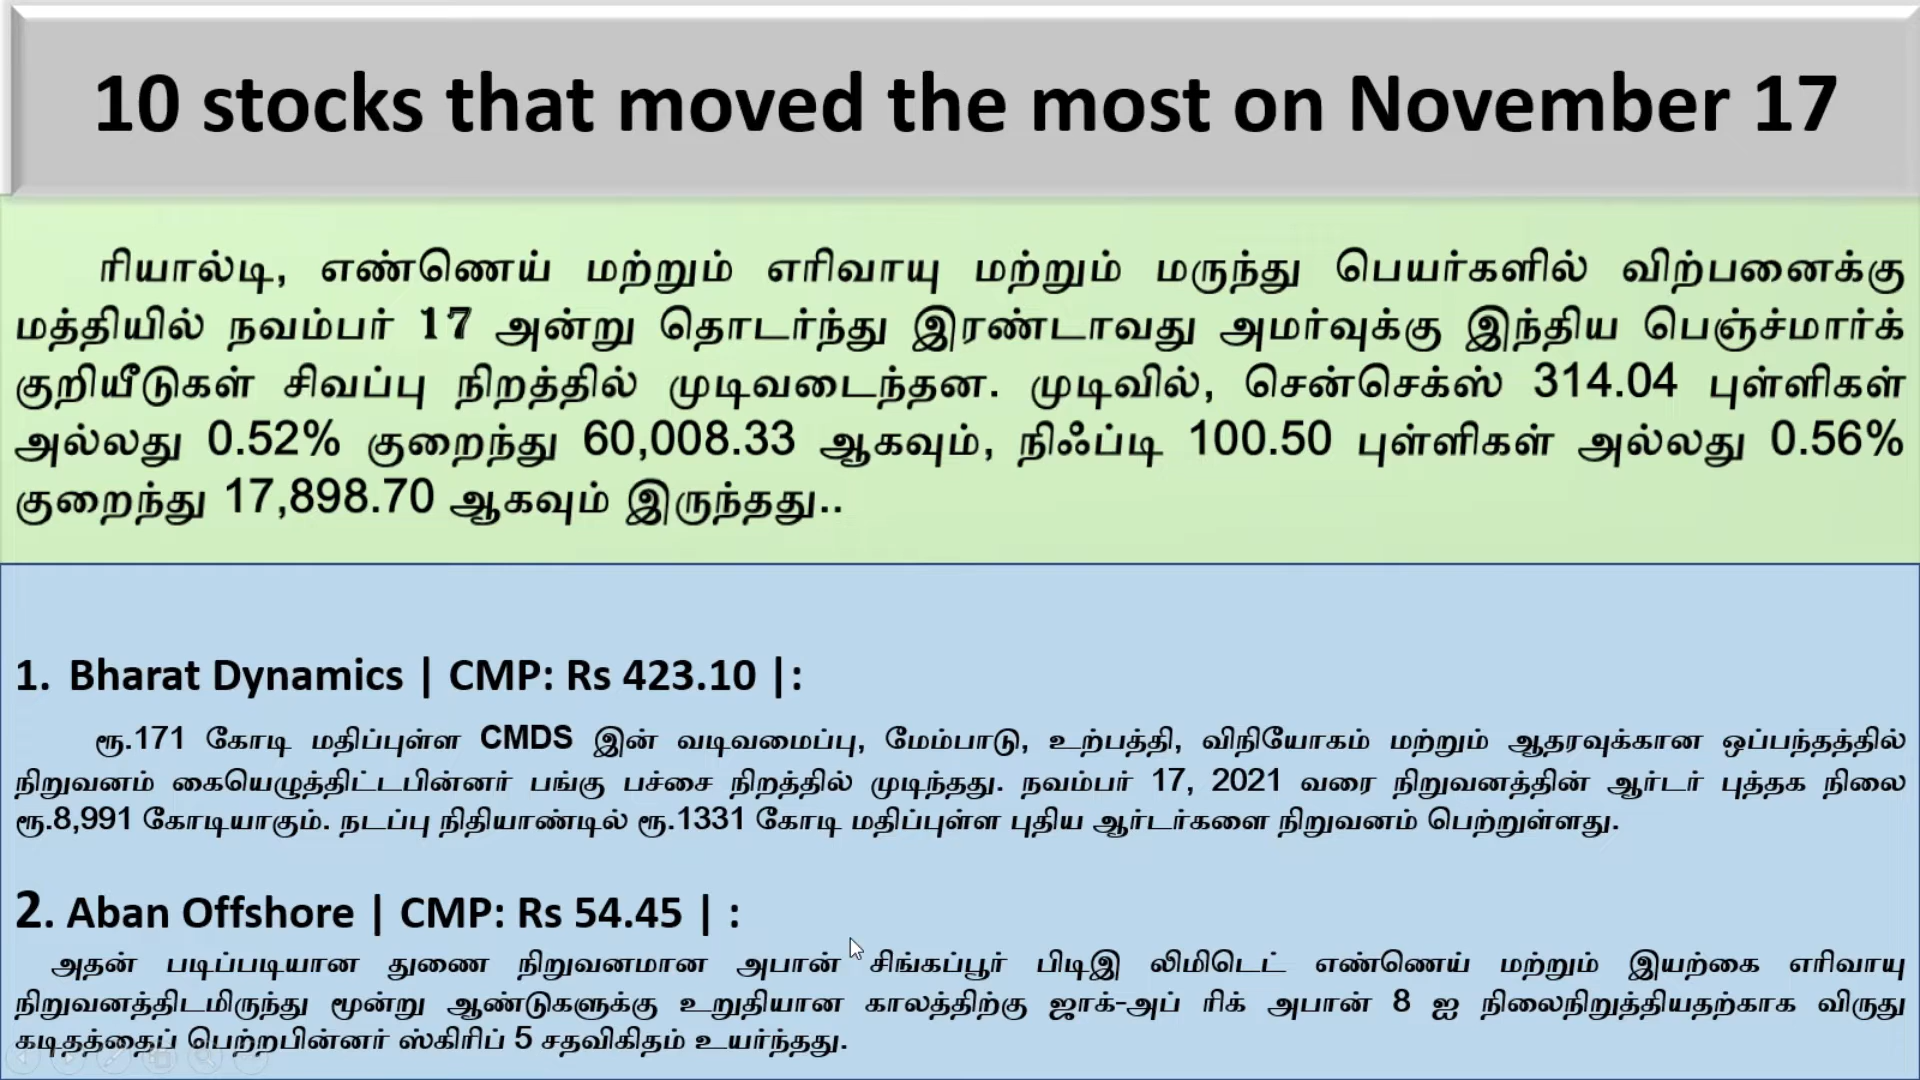 10 stocks that moved the most on November 17
ரியால்டி, எண்ணெய் மற்றும் எரிவாயு மற்றும் மருந்து பெயர்களில் விற்பனைக்கு
மத்தியில் நவம்பர் 17 அன்று தொடர்ந்து இரண்டாவது அமர்வுக்கு இந்திய பெஞ்ச்மார்க்
குறியீடுகள் சிவப்பு நிறத்தில் முடிவடைந்தன. முடிவில், சென்செக்ஸ் 314.04 புள்ளிகள்
அல்லது 0.52% குறைந்து 60,008.33 ஆகவும், நிஃப்டி 100.50 புள்ளிகள் அல்லது 0.56%
குறைந்து 17,898.70 ஆகவும் இருந்தது..
1. Bharat Dynamics | CMP: Rs 423.10 |:
ரூ.171 கோடி மதிப்புள்ள CMDS இன் வடிவமைப்பு, மேம்பாடு, உற்பத்தி, விநியோகம் மற்றும் ஆதரவுக்கான ஒப்பந்தத்தில்
நிறுவனம் கையெழுத்திட்டபின்னர் பங்கு பச்சை நிறத்தில் முடிந்தது. நவம்பர் 17, 2021 வரை நிறுவனத்தின் ஆர்டர் புத்தக நிலை
ரூ.8,991 கோடியாகும். நடப்பு நிதியாண்டில் ரூ.1331 கோடி மதிப்புள்ள புதிய ஆர்டர்களை நிறுவனம் பெற்றுள்ளது.
2. Aban Offshore | CMP: Rs 54.45 | :
அதன் படிப்படியான துணை நிறுவனமான அபான் சிங்கப்பூர் பிடிஇ லிமிடெட் எண்ணெய் மற்றும் இயற்கை எரிவாயு
நிறுவனத்திடமிருந்து மூன்று ஆண்டுகளுக்கு உறுதியான காலத்திற்கு ஜாக்-அப் ரிக் அபான் 8 ஐ நிலைநிறுத்தியதற்காக விருது
கடிதத்தைப் பெற்றபின்னர் ஸ்கிரிப் 5 சதவிகிதம் உயர்ந்தது.